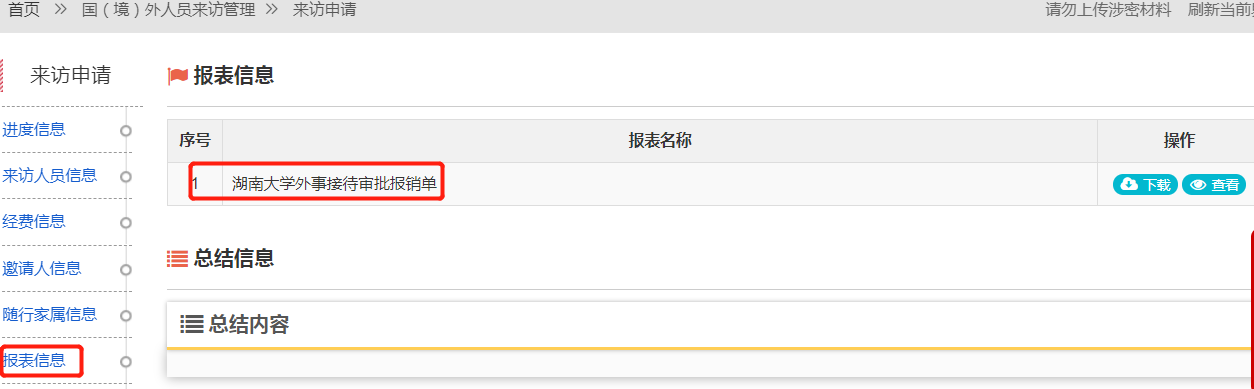 首页 >> 国（境）外人员来访管理 >> 来访申请
请勿上传涉密材料 刷新当前
来访申请
进度信息
来访人员信息
经费信息
邀请人信息
随行家属信息
报表信息
报表信息
序号 报表名称 操作
1 湖南大学外事接待审批报销单 下载 查看
总结信息
总结内容